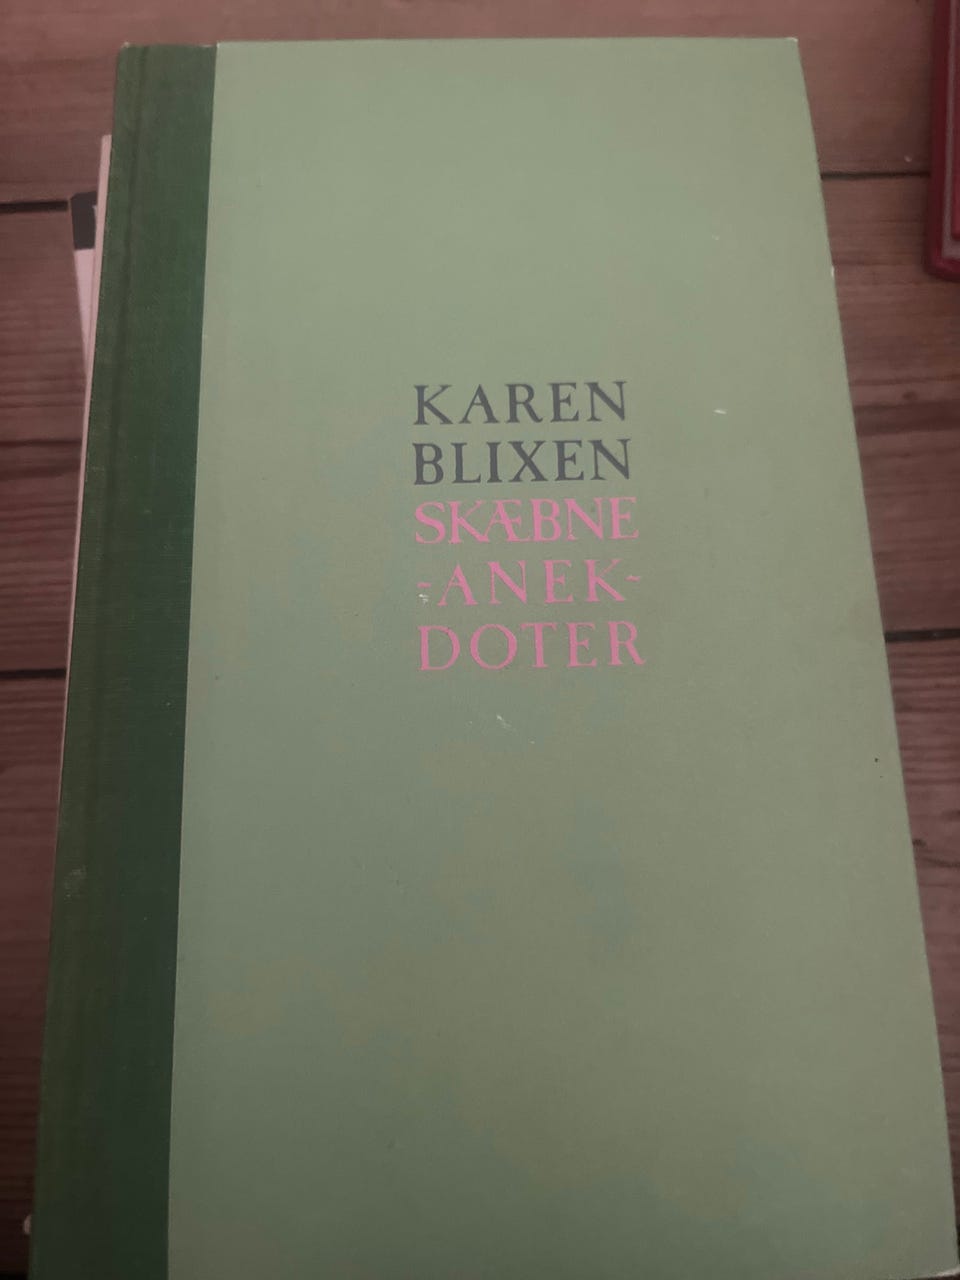 KAREN
BLIXEN
SKÆBNE
-ANEK-
DOTER